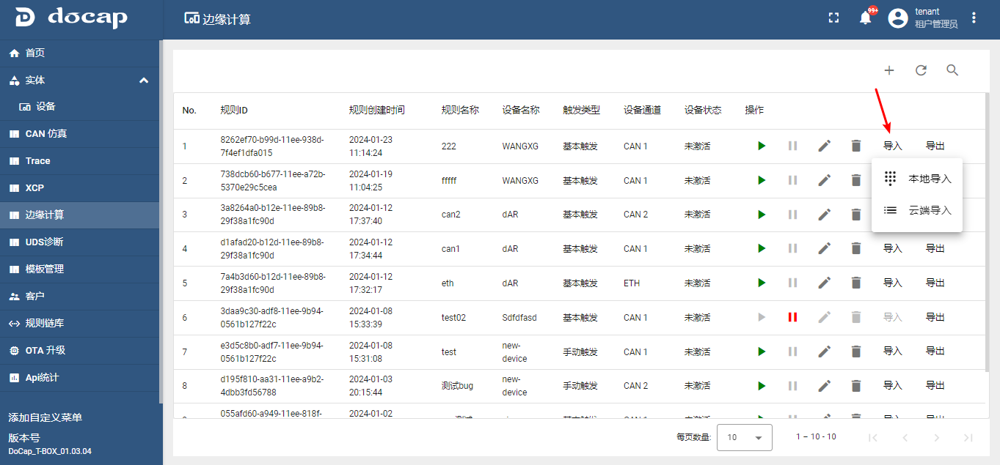 docap
边缘计算
99+
tenant
租户管理员
首页
实体
设备
CAN 仿真
Trace
XCP
边缘计算
UDS诊断
模板管理
客户
规则链库
OTA 升级
Api统计
添加自定义菜单
版本号
DoCap_T-BOX_01.03.04
No. 规则ID 规则创建时间 规则名称 设备名称 触发类型 设备通道 设备状态 操作
1 8262ef70-b99d-11ee-938d- 2024-01-23 222 WANGXG 基本触发 CAN 1 未激活 导入 导出
7f4ef1dfa015 11:14:24
本地导入
云端导入
2 738dcb60-b677-11ee-a72b- 2024-01-19 fffff WANGXG 基本触发 CAN 1 未激活
5370e29c5cea 11:04:25
3 3a8264a0-b12e-11ee-89b8- 2024-01-12 can2 dAR 基本触发 CAN 2 未激活
29f38a1fc90d 17:37:40
4 d1afad20-b12d-11ee-89b8- 2024-01-12 can1 dAR 基本触发 CAN 1 未激活 导入 导出
29f38a1fc90d 17:34:44
5 7a4b3d60-b12d-11ee-89b8- 2024-01-12 eth dAR 基本触发 ETH 未激活 导入 导出
29f38a1fc90d 17:32:17
6 3daa9c30-adf8-11ee-9b94- 2024-01-08 test02 Sdfdfasd 基本触发 CAN 1 未激活 导入 导出
0561b127f22c 15:33:39
7 e3d5c8b0-adf7-11ee-9b94- 2024-01-08 test new- 手动触发 CAN 1 未激活 导入 导出
0561b127f22c 15:31:08 device
8 d195f810-aa31-11ee-a9b2- 2024-01-03 测试bug new- 手动触发 CAN 2 未激活 导入 导出
4dbb3fd56788 20:15:44 device
055afd60-a949-11ee-818f- 2024-01-02
每页数量: 10 1 – 10 - 10